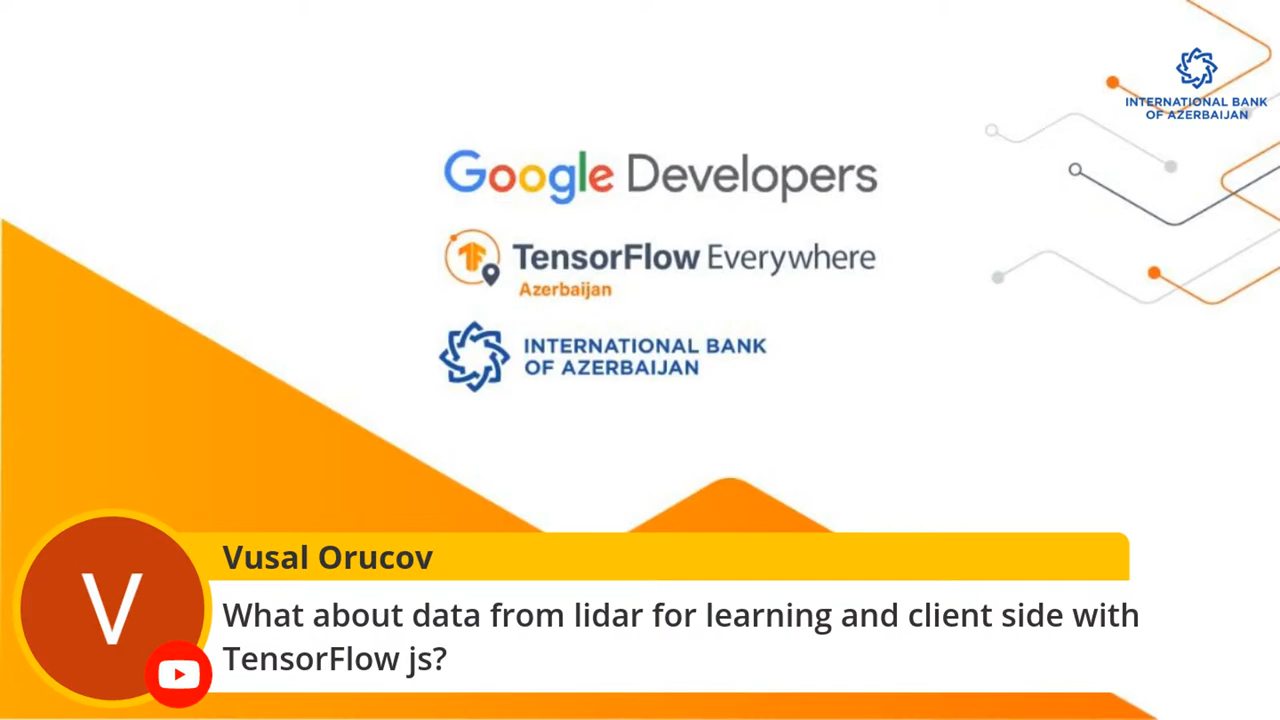 INTERNATIONAL BANK
OF AZERBAIJAN
Google Developers
TensorFlow Everywhere
Azerbaijan
INTERNATIONAL BANK
OF AZERBAIJAN
V
Vusal Orucov
What about data from lidar for learning and client side with
TensorFlow js?